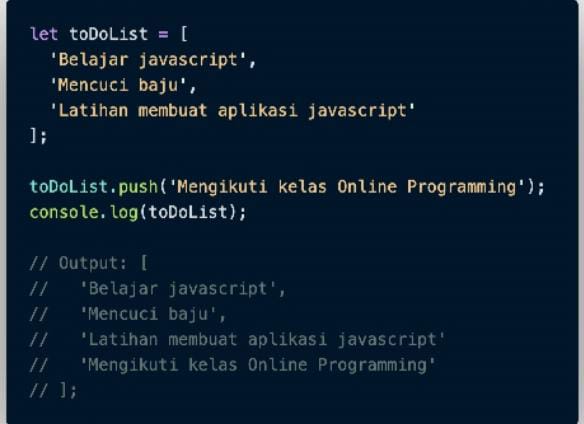 let toDoList = [
  'Belajar javascript',
  'Mencuci baju',
  'Latihan membuat aplikasi javascript'
];

toDoList.push('Mengikuti kelas Online Programming');
console.log(toDoList);

// Output: [
//   'Belajar javascript',
//   'Mencuci baju',
//   'Latihan membuat aplikasi javascript'
//   'Mengikuti kelas Online Programming'
// ];